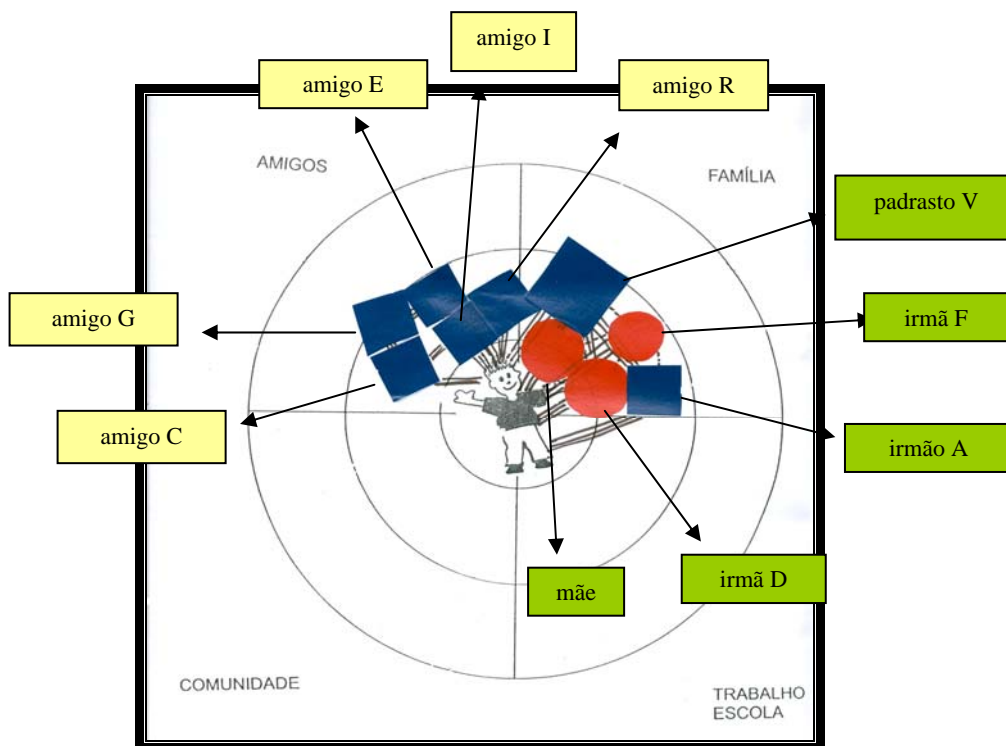 amigo I
amigo E
amigo R
AMIGOS
FAMÍLIA
padrasto V
amigo G
irmã F
amigo C
irmão A
mãe
irmã D
COMUNIDADE
TRABALHO
ESCOLA